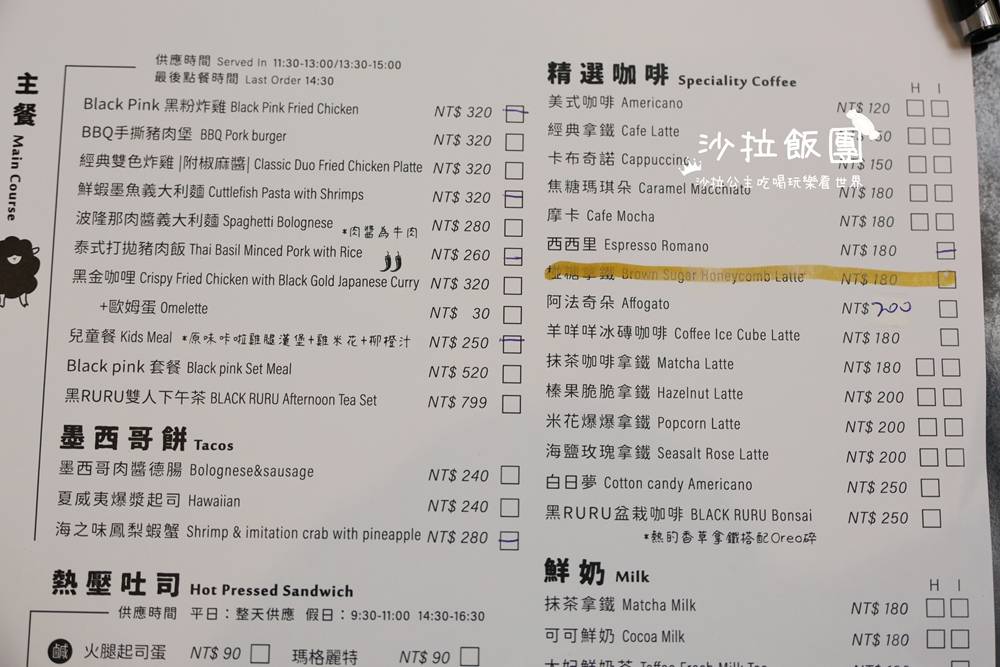 主餐 Main Course
供應時間 Served In 11:30-13:00/13:30-15:00
最後點餐時間 Last Order 14:30
Black Pink 黑粉炸雞 Black Pink Fried Chicken NT$ 320
BBQ手撕豬肉堡 BBQ Pork burger NT$ 320
經典雙色炸雞 |附椒麻醬| Classic Duo Fried Chicken Platte NT$ 320
鮮蝦墨魚義大利麵 Cuttlefish Pasta with Shrimps NT$ 320
波隆那肉醬義大利麵 Spaghetti Bolognese *肉醬為牛肉 NT$ 280
泰式打拋豬肉飯 Thai Basil Minced Pork with Rice NT$ 260
黑金咖哩 Crispy Fried Chicken with Black Gold Japanese Curry NT$ 320
+歐姆蛋 Omelette NT$ 30
兒童餐 Kids Meal *原味咔啦雞腿漢堡+雞米花+柳橙汁 NT$ 250
Black pink 套餐 Black pink Set Meal NT$ 520
黑RURU雙人下午茶 BLACK RURU Afternoon Tea Set NT$ 799
墨西哥餅 Tacos
墨西哥肉醬德腸 Bolognese&sausage NT$ 240
夏威夷爆漿起司 Hawaiian NT$ 240
海之味鳳梨蝦蟹 Shrimp & imitation crab with pineapple NT$ 280
熱壓吐司 Hot Pressed Sandwich
供應時間 平日：整天供應 假日：9:30-11:00 14:30-16:30
鹹 火腿起司蛋 NT$ 90 瑪格麗特 NT$ 90
精選咖啡 Speciality Coffee
H I
美式咖啡 Americano NT$ 120
經典拿鐵 Cafe Latte
卡布奇諾 Cappuccino NT$ 150
焦糖瑪琪朵 Caramel Macchiato NT$ 180
摩卡 Cafe Mocha NT$ 180
西西里 Espresso Romano NT$ 180
糖拿鐵 Brown Sugar Honeycomb Latte NT$ 180
阿法奇朵 Affogato NT$ 200
羊咩咩冰磚咖啡 Coffee Ice Cube Latte NT$ 180
抹茶咖啡拿鐵 Matcha Latte NT$ 180
榛果脆脆拿鐵 Hazelnut Latte NT$ 200
米花爆爆拿鐵 Popcorn Latte NT$ 200
海鹽玫瑰拿鐵 Seasalt Rose Latte NT$ 200
白日夢 Cotton candy Americano NT$ 250
黑RURU盆栽咖啡 BLACK RURU Bonsai NT$ 250
*熱的香草拿鐵搭配Oreo碎
鮮奶 Milk
H I
抹茶拿鐵 Matcha Milk NT$ 180
可可鮮奶 Cocoa Milk NT$ 180
沙拉飯團
沙拉公主吃喝玩樂看世界